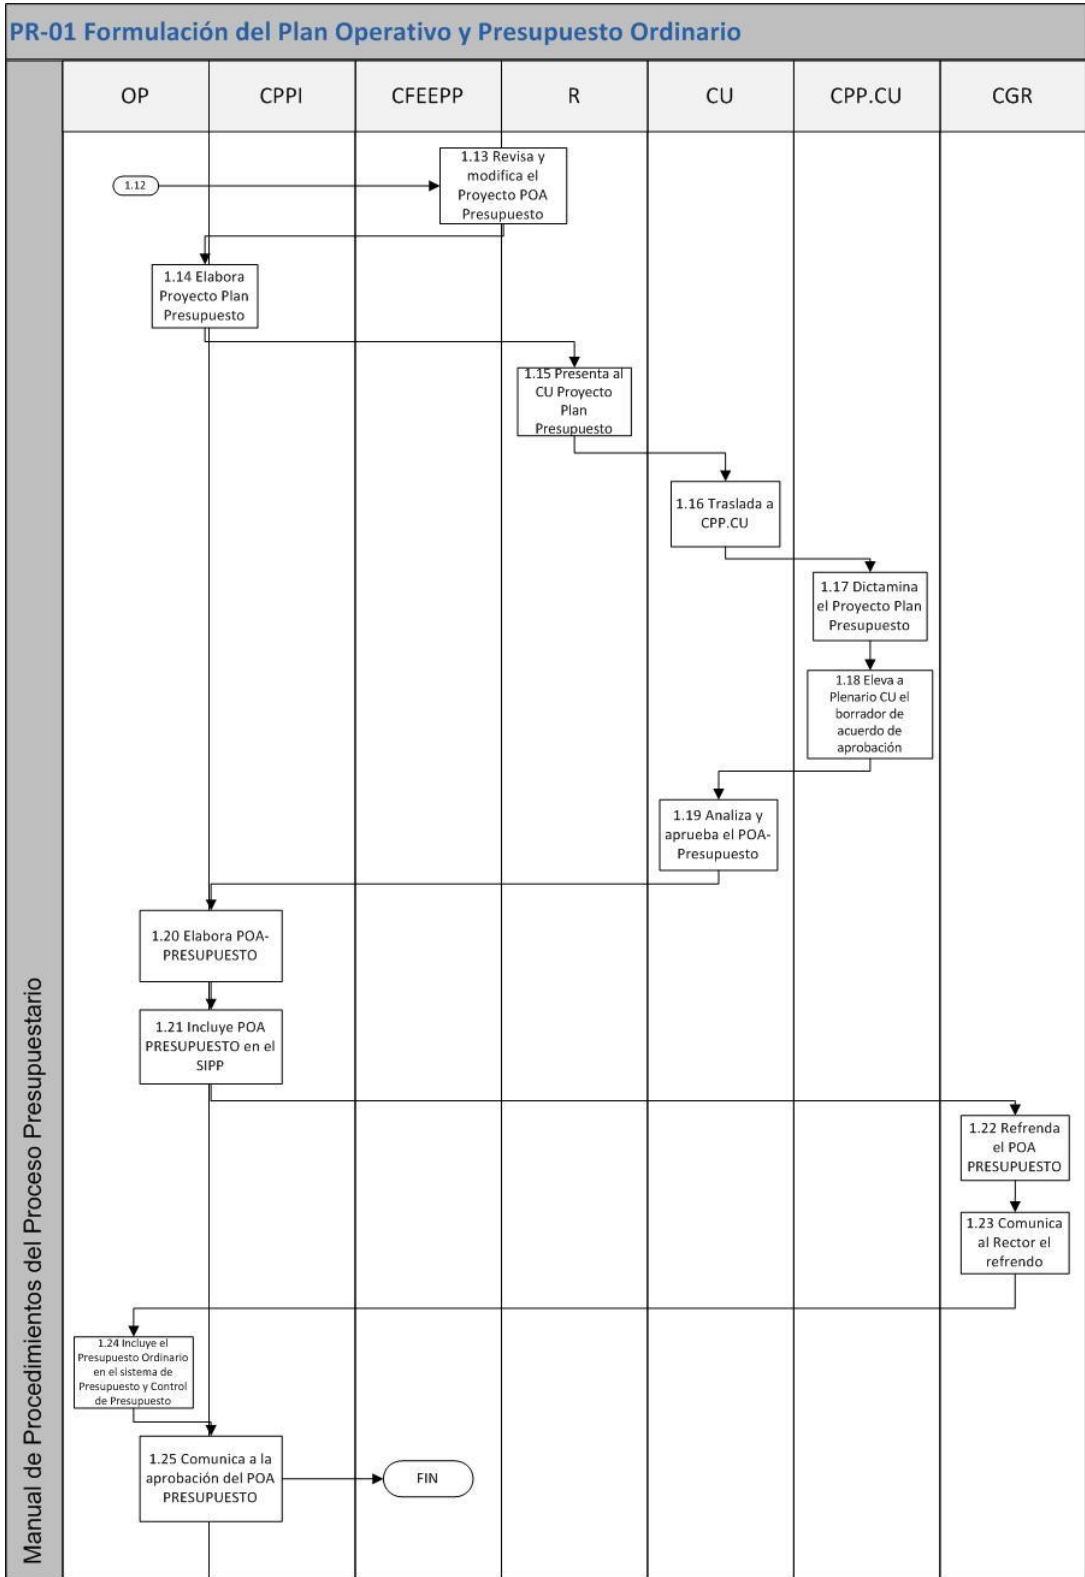 PR-01 Formulación del Plan Operativo y Presupuesto Ordinario
OP
CPPI
CFEEPP
R
CU
CPP.CU
CGR
1.12
1.13 Revisa y
modifica el
Proyecto POA
Presupuesto
1.14 Elabora
Proyecto Plan
Presupuesto
1.15 Presenta al
CU Proyecto
Plan
Presupuesto
1.16 Traslada a
CPP.CU
1.17 Dictamina
el Proyecto Plan
Presupuesto
1.18 Eleva a
Plenario CU el
borrador de
acuerdo de
aprobación
1.19 Analiza y
aprueba el POA-
Presupuesto
1.20 Elabora POA-
PRESUPUESTO
1.21 Incluye POA
PRESUPUESTO en el
SIPP
1.22 Refrenda
el POA
PRESUPUESTO
1.23 Comunica
al Rector el
refrendo
1.24 Incluye el
Presupuesto Ordinario
en el sistema de
Presupuesto y Control
de Presupuesto
1.25 Comunica a la
aprobación del POA
PRESUPUESTO
FIN
Manual de Procedimientos del Proceso Presupuestario